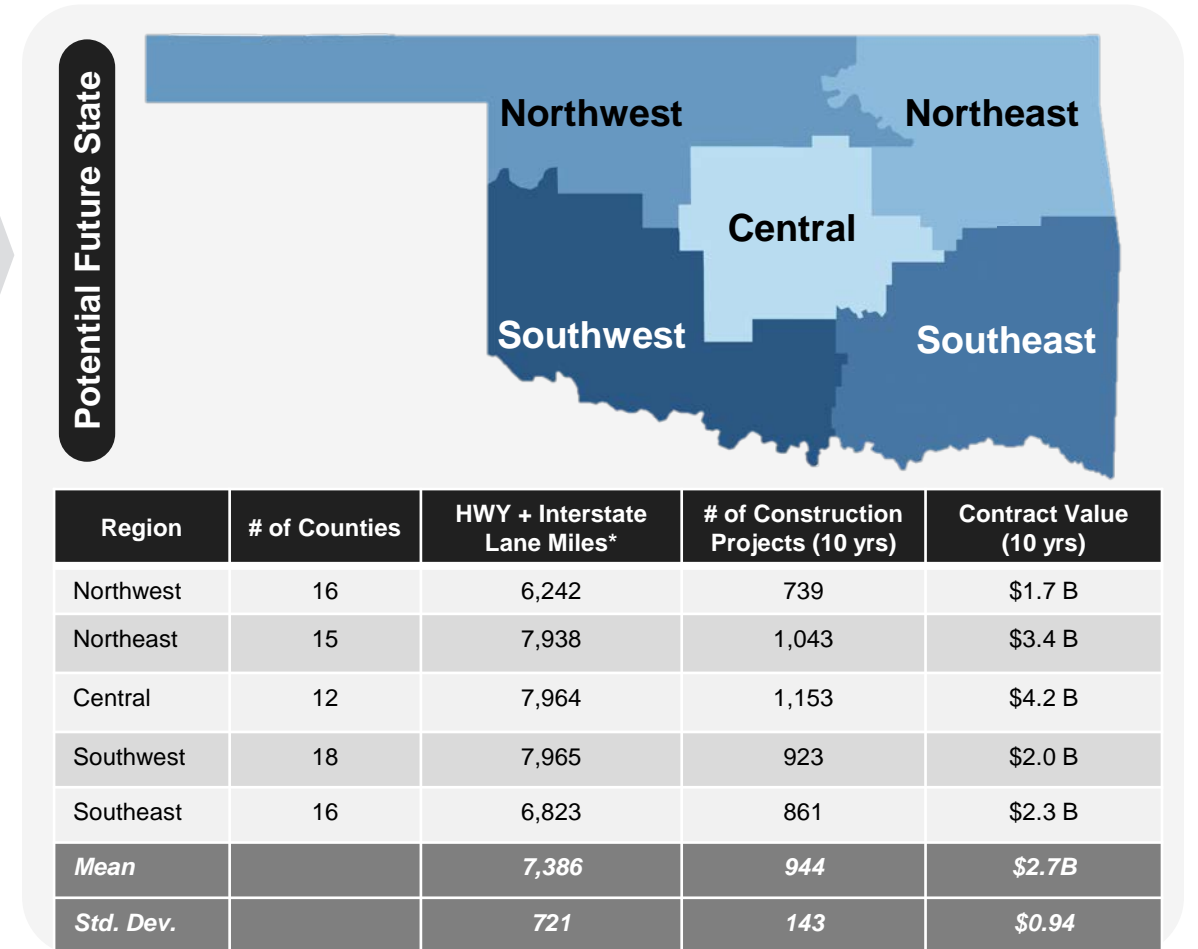 Potential Future State
Northwest
Northeast
Central
Southwest
Southeast
Region # of Counties HWY + Interstate Lane Miles* # of Construction Projects (10 yrs) Contract Value (10 yrs)
Northwest 16 6,242 739 $1.7 B
Northeast 15 7,938 1,043 $3.4 B
Central 12 7,964 1,153 $4.2 B
Southwest 18 7,965 923 $2.0 B
Southeast 16 6,823 861 $2.3 B
Mean 7,386 944 $2.7B
Std. Dev. 721 143 $0.94